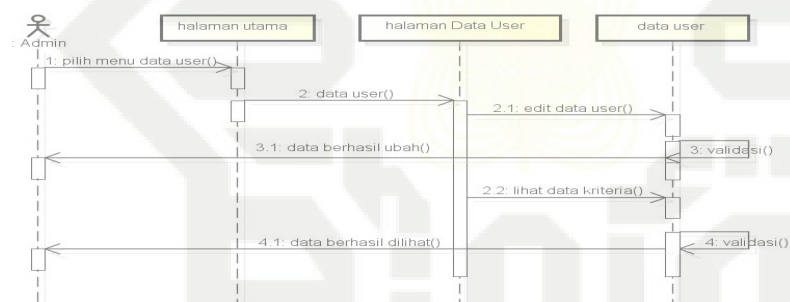 halaman utama
halaman Data User
data user
: Admin
1: pilih menu data user()
2: data user()
2.1: edit data user()
3.1: data berhasil ubah()
3: validasi()
2.2: lihat data kriteria()
4.1: data berhasil dilihat()
4: validasi()